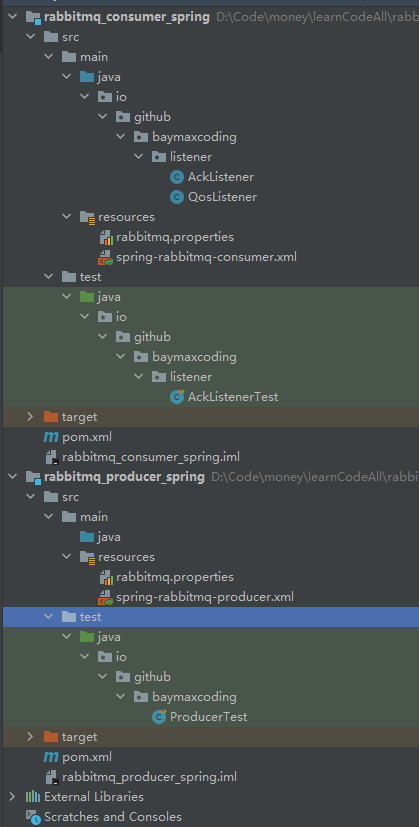 rabbitmq_consumer_spring D:\Code\money\learnCodeAll\rabb
src
main
java
io
github
baymaxcoding
listener
AckListener
QosListener
resources
rabbitmq.properties
spring-rabbitmq-consumer.xml
test
java
io
github
baymaxcoding
listener
AckListenerTest
target
pom.xml
rabbitmq_consumer_spring.iml
rabbitmq_producer_spring D:\Code\money\learnCodeAll\rabbi
src
main
java
resources
rabbitmq.properties
spring-rabbitmq-producer.xml
test
java
io
github
baymaxcoding
ProducerTest
target
pom.xml
rabbitmq_producer_spring.iml
External Libraries
Scratches and Consoles